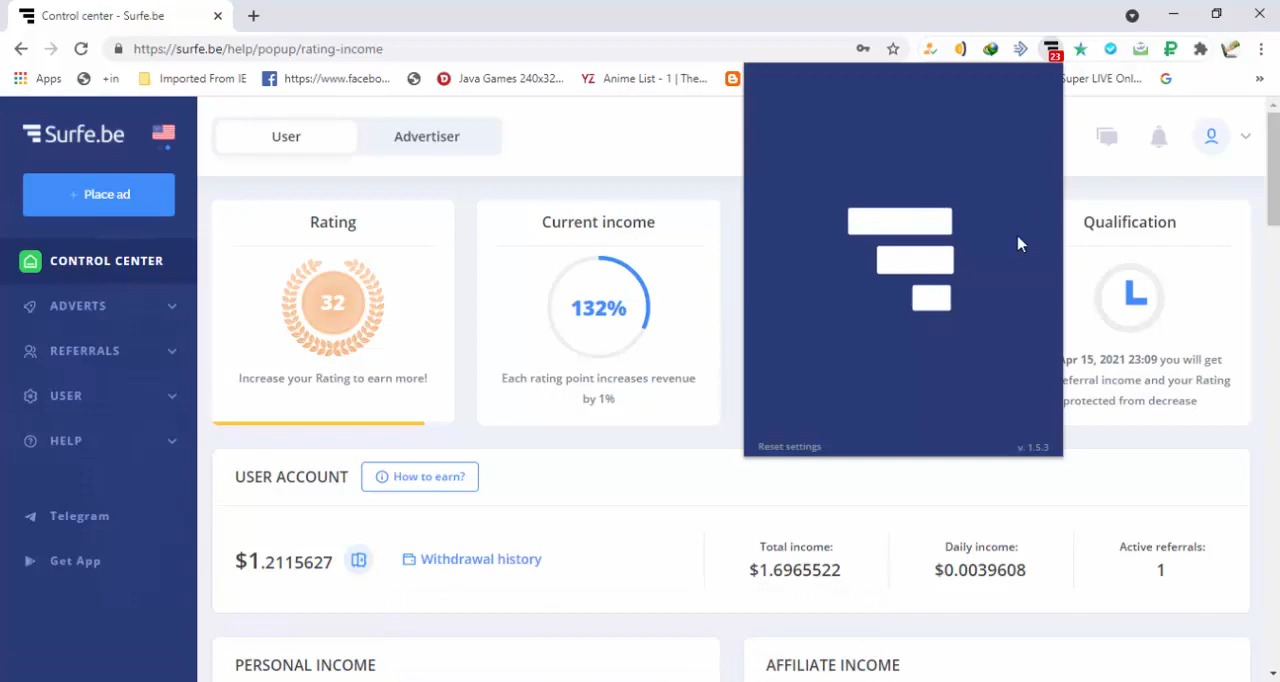 Control center - Surfe.be
https://surfe.be/help/popup/rating-income
23
Apps
+in
Imported From IE
https://www.facebo...
Java Games 240x32...
YZ Anime List - 1 | The...
Super LIVE Onl...
Surfe.be
User
Advertiser
+ Place ad
CONTROL CENTER
ADVERTS
REFERRALS
USER
HELP
Telegram
Get App
Rating
32
Increase your Rating to earn more!
Current income
132%
Each rating point increases revenue
by 1%
Reset settings
v. 1.5.3
Qualification
Apr 15, 2021 23:09 you will get
referral income and your Rating
protected from decrease
USER ACCOUNT
How to earn?
$1.2115627
Withdrawal history
Total income:
$1.6965522
Daily income:
$0.0039608
Active referrals:
1
PERSONAL INCOME
AFFILIATE INCOME